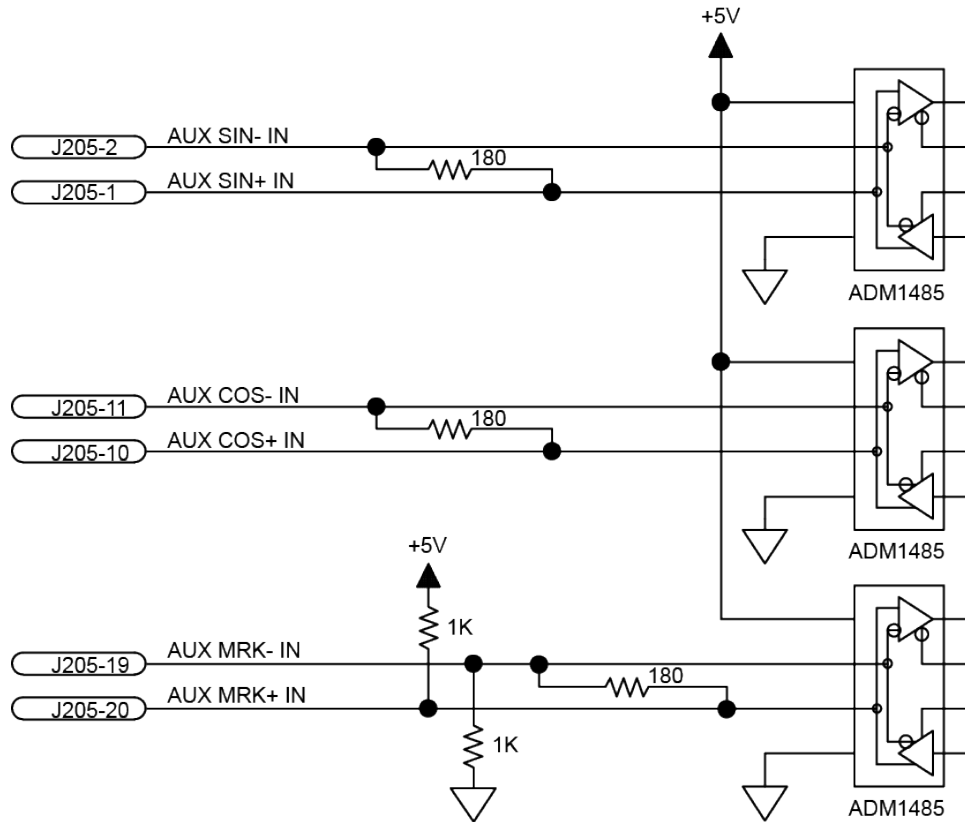 +5V
J205-2 AUX SIN- IN
180
J205-1 AUX SIN+ IN
ADM1485
J205-11 AUX COS- IN
180
J205-10 AUX COS+ IN
+5V
ADM1485
1K
J205-19 AUX MRK- IN
180
J205-20 AUX MRK+ IN
1K
ADM1485